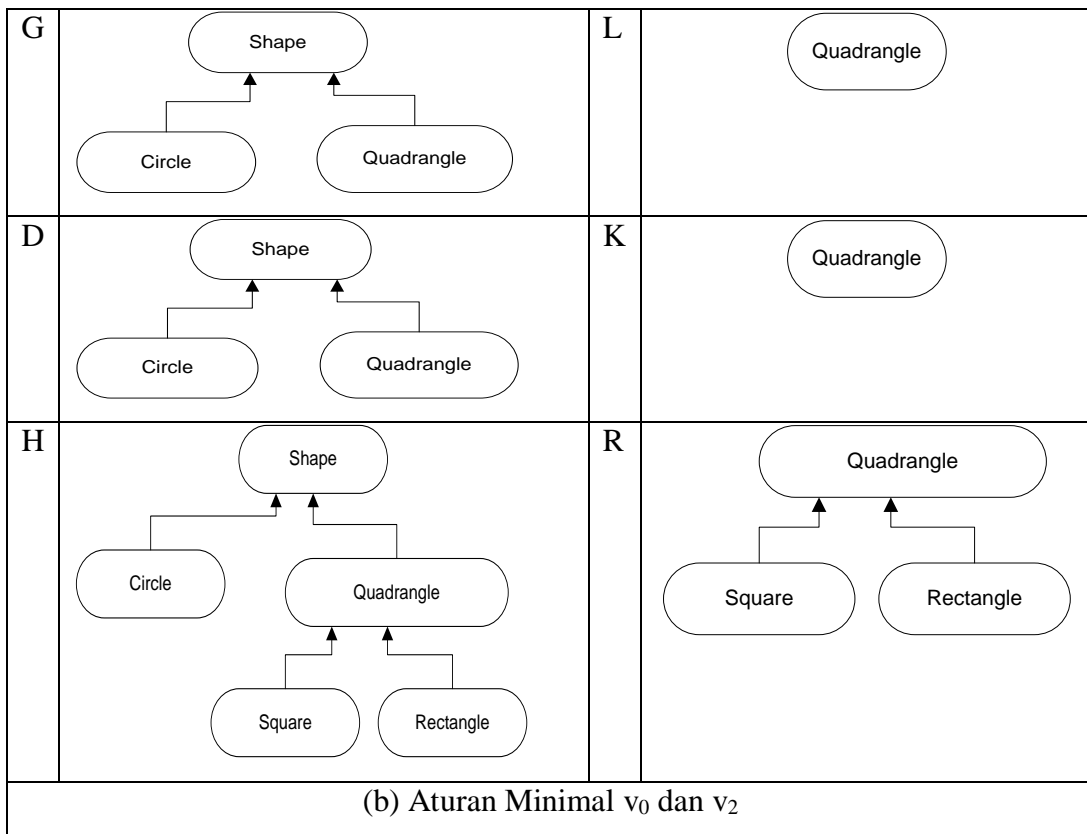 G
Shape
Circle
Quadrangle
L
Quadrangle
D
Shape
Circle
Quadrangle
K
Quadrangle
H
Shape
Circle
Quadrangle
Square
Rectangle
R
Quadrangle
Square
Rectangle
(b) Aturan Minimal v₀ dan v₂